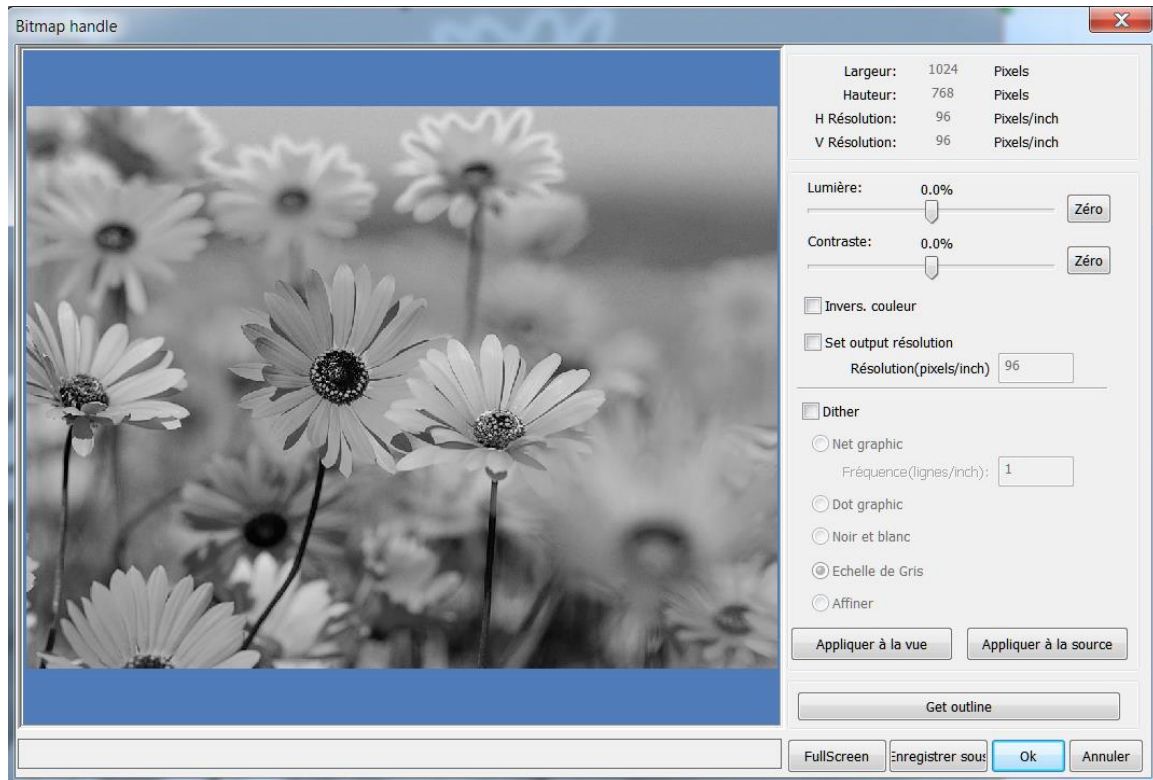 Bitmap handle
X
Largeur: 1024 Pixels
Hauteur: 768 Pixels
H Résolution: 96 Pixels/inch
V Résolution: 96 Pixels/inch
Lumière: 0.0%
Zéro
Contraste: 0.0%
Zéro
Invers. couleur
Set output résolution
Résolution(pixels/inch) 96
Dither
Net graphic
Fréquence(lignes/inch): 1
Dot graphic
Noir et blanc
Echelle de Gris
Affiner
Appliquer à la vue Appliquer à la source
Get outline
FullScreen Enregistrer sous Ok Annuler